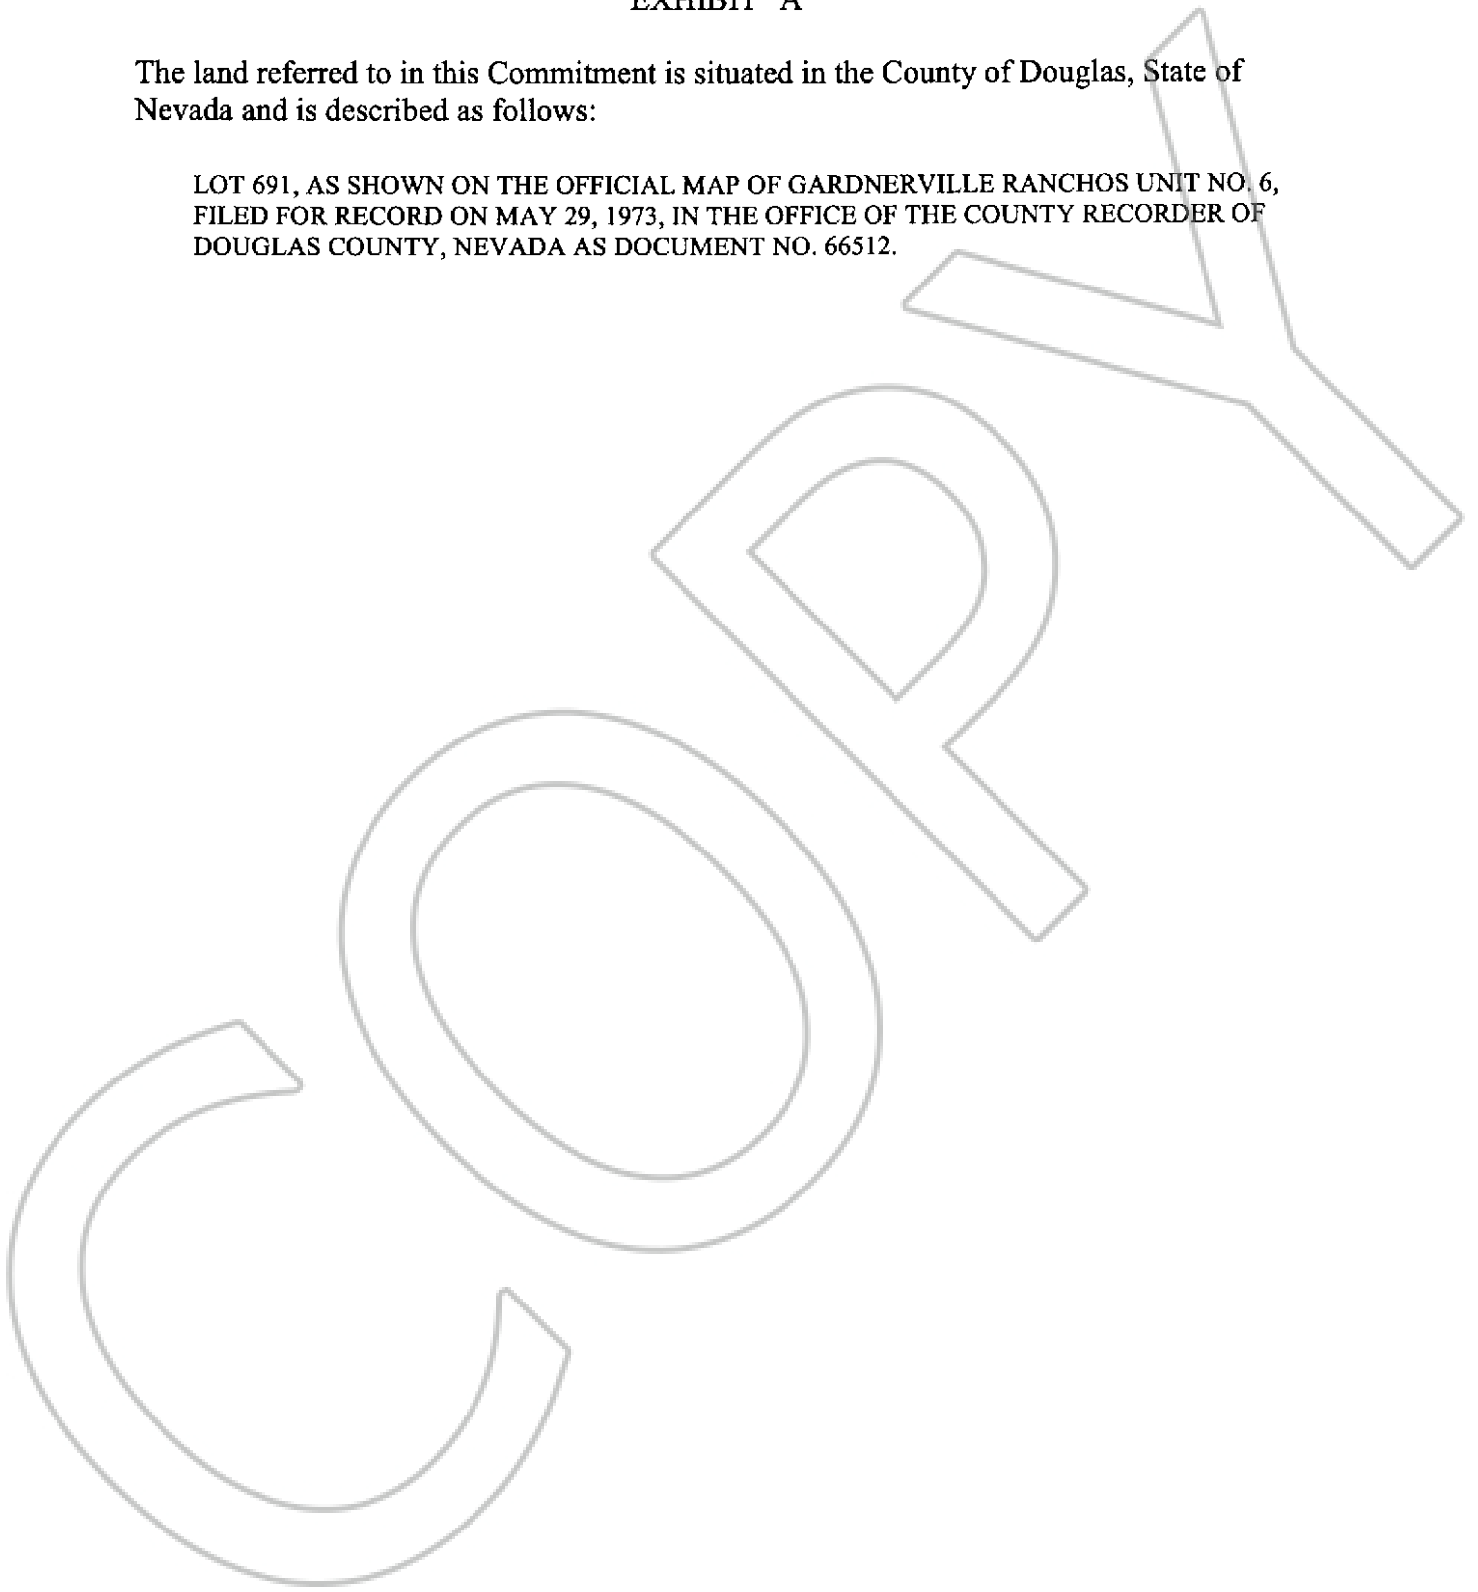 EXHIBIT A
The land referred to in this Commitment is situated in the County of Douglas, State of
Nevada and is described as follows:
LOT 691, AS SHOWN ON THE OFFICIAL MAP OF GARDNERVILLE RANCHOS UNIT NO. 6,
FILED FOR RECORD ON MAY 29, 1973, IN THE OFFICE OF THE COUNTY RECORDER OF
DOUGLAS COUNTY, NEVADA AS DOCUMENT NO. 66512.
COPY